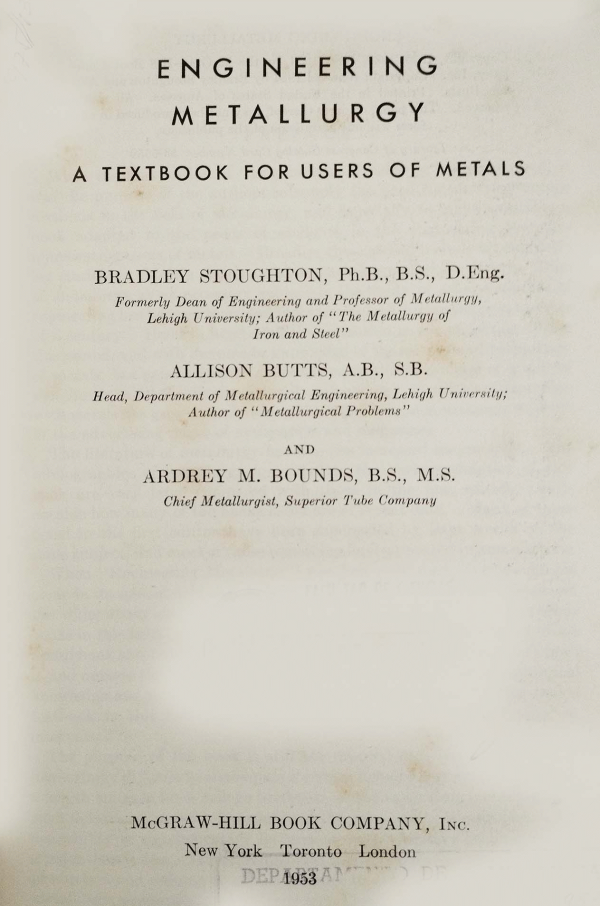 ENGINEERING
METALLURGY
A TEXTBOOK FOR USERS OF METALS
BRADLEY STOUGHTON, Ph.B., B.S., D.Eng.
Formerly Dean of Engineering and Professor of Metallurgy,
Lehigh University; Author of "The Metallurgy of
Iron and Steel"
ALLISON BUTTS, A.B., S.B.
Head, Department of Metallurgical Engineering, Lehigh University;
Author of "Metallurgical Problems"
AND
ARDREY M. BOUNDS, B.S., M.S.
Chief Metallurgist, Superior Tube Company
McGRAW-HILL BOOK COMPANY, Inc.
New York Toronto London
1953